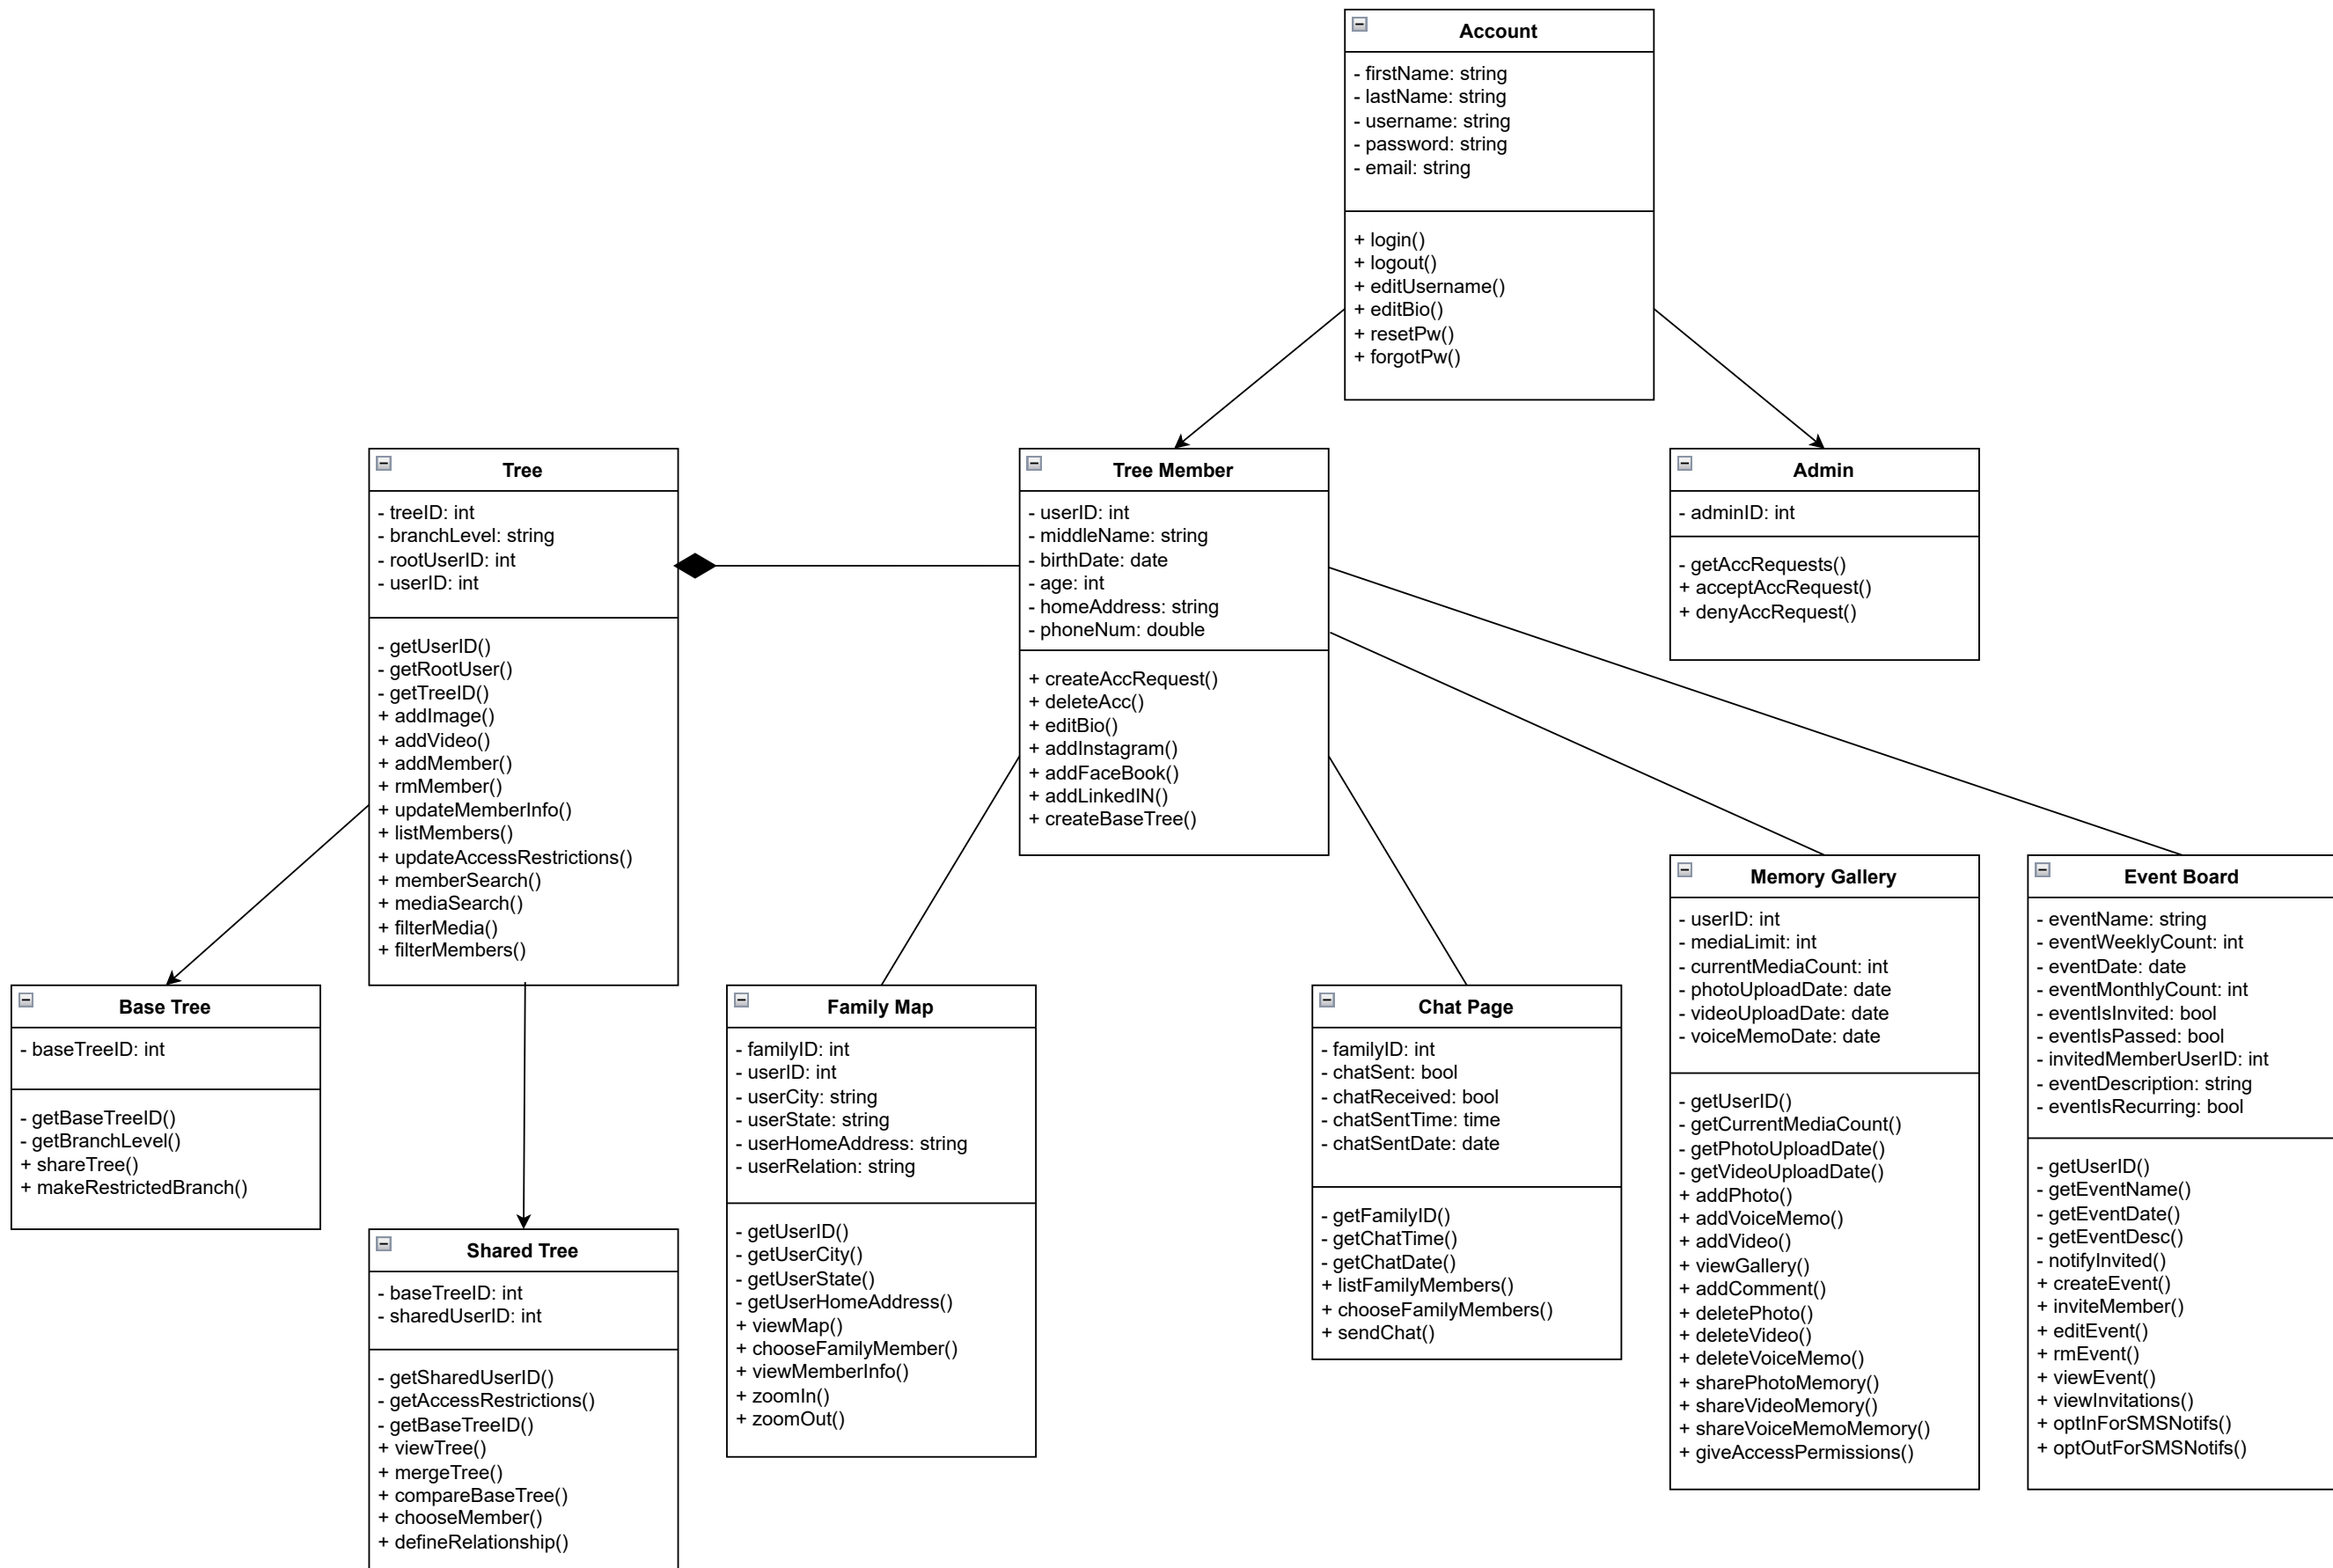 Account
- firstName: string
- lastName: string
- username: string
- password: string
- email: string
+ login()
+ logout()
+ editUsername()
+ editBio()
+ resetPw()
+ forgotPw()
Tree
- treeID: int
- branchLevel: string
- rootUserID: int
- userID: int
- getUserID()
- getRootUser()
- getTreeID()
+ addImage()
+ addVideo()
+ addMember()
+ rmMember()
+ updateMemberInfo()
+ listMembers()
+ updateAccessRestrictions()
+ memberSearch()
+ mediaSearch()
+ filterMedia()
+ filterMembers()
Tree Member
- userID: int
- middleName: string
- birthDate: date
- age: int
- homeAddress: string
- phoneNum: double
+ createAccRequest()
+ deleteAcc()
+ editBio()
+ addInstagram()
+ addFaceBook()
+ addLinkedIN()
+ createBaseTree()
Admin
- adminID: int
- getAccRequests()
+ acceptAccRequest()
+ denyAccRequest()
Base Tree
- baseTreeID: int
- getBaseTreeID()
- getBranchLevel()
+ shareTree()
+ makeRestrictedBranch()
Shared Tree
- baseTreeID: int
- sharedUserID: int
- getSharedUserID()
- getAccessRestrictions()
- getBaseTreeID()
+ viewTree()
+ mergeTree()
+ compareBaseTree()
+ chooseMember()
+ defineRelationship()
Family Map
- familyID: int
- userID: int
- userCity: string
- userState: string
- userHomeAddress: string
- userRelation: string
- getUserID()
- getUserCity()
- getUserState()
- getUserHomeAddress()
+ viewMap()
+ chooseFamilyMember()
+ viewMemberInfo()
+ zoomIn()
+ zoomOut()
Chat Page
- familyID: int
- chatSent: bool
- chatReceived: bool
- chatSentTime: time
- chatSentDate: date
- getFamilyID()
- getChatTime()
- getChatDate()
+ listFamilyMembers()
+ chooseFamilyMembers()
+ sendChat()
Memory Gallery
- userID: int
- mediaLimit: int
- currentMediaCount: int
- photoUploadDate: date
- videoUploadDate: date
- voiceMemoDate: date
- getUserID()
- getCurrentMediaCount()
- getPhotoUploadDate()
- getVideoUploadDate()
+ addPhoto()
+ addVoiceMemo()
+ addVideo()
+ viewGallery()
+ addComment()
+ deletePhoto()
+ deleteVideo()
+ deleteVoiceMemo()
+ sharePhotoMemory()
+ shareVideoMemory()
+ shareVoiceMemoMemory()
+ giveAccessPermissions()
Event Board
- eventName: string
- eventWeeklyCount: int
- eventDate: date
- eventMonthlyCount: int
- eventIsInvited: bool
- eventIsPassed: bool
- invitedMemberUserID: int
- eventDescription: string
- eventIsRecurring: bool
- getUserID()
- getEventName()
- getEventDate()
- getEventDesc()
- notifyInvited()
+ createEvent()
+ inviteMember()
+ editEvent()
+ rmEvent()
+ viewEvent()
+ viewInvitations()
+ optInForSMSNotifs()
+ optOutForSMSNotifs()